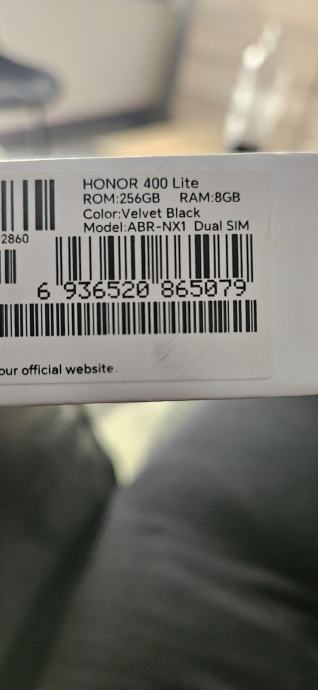 HONOR 400 Lite
ROM:256GB RAM:8GB
Color:Velvet Black
Model:ABR-NX1 Dual SIM
2860
6 936520 865079
our official website.